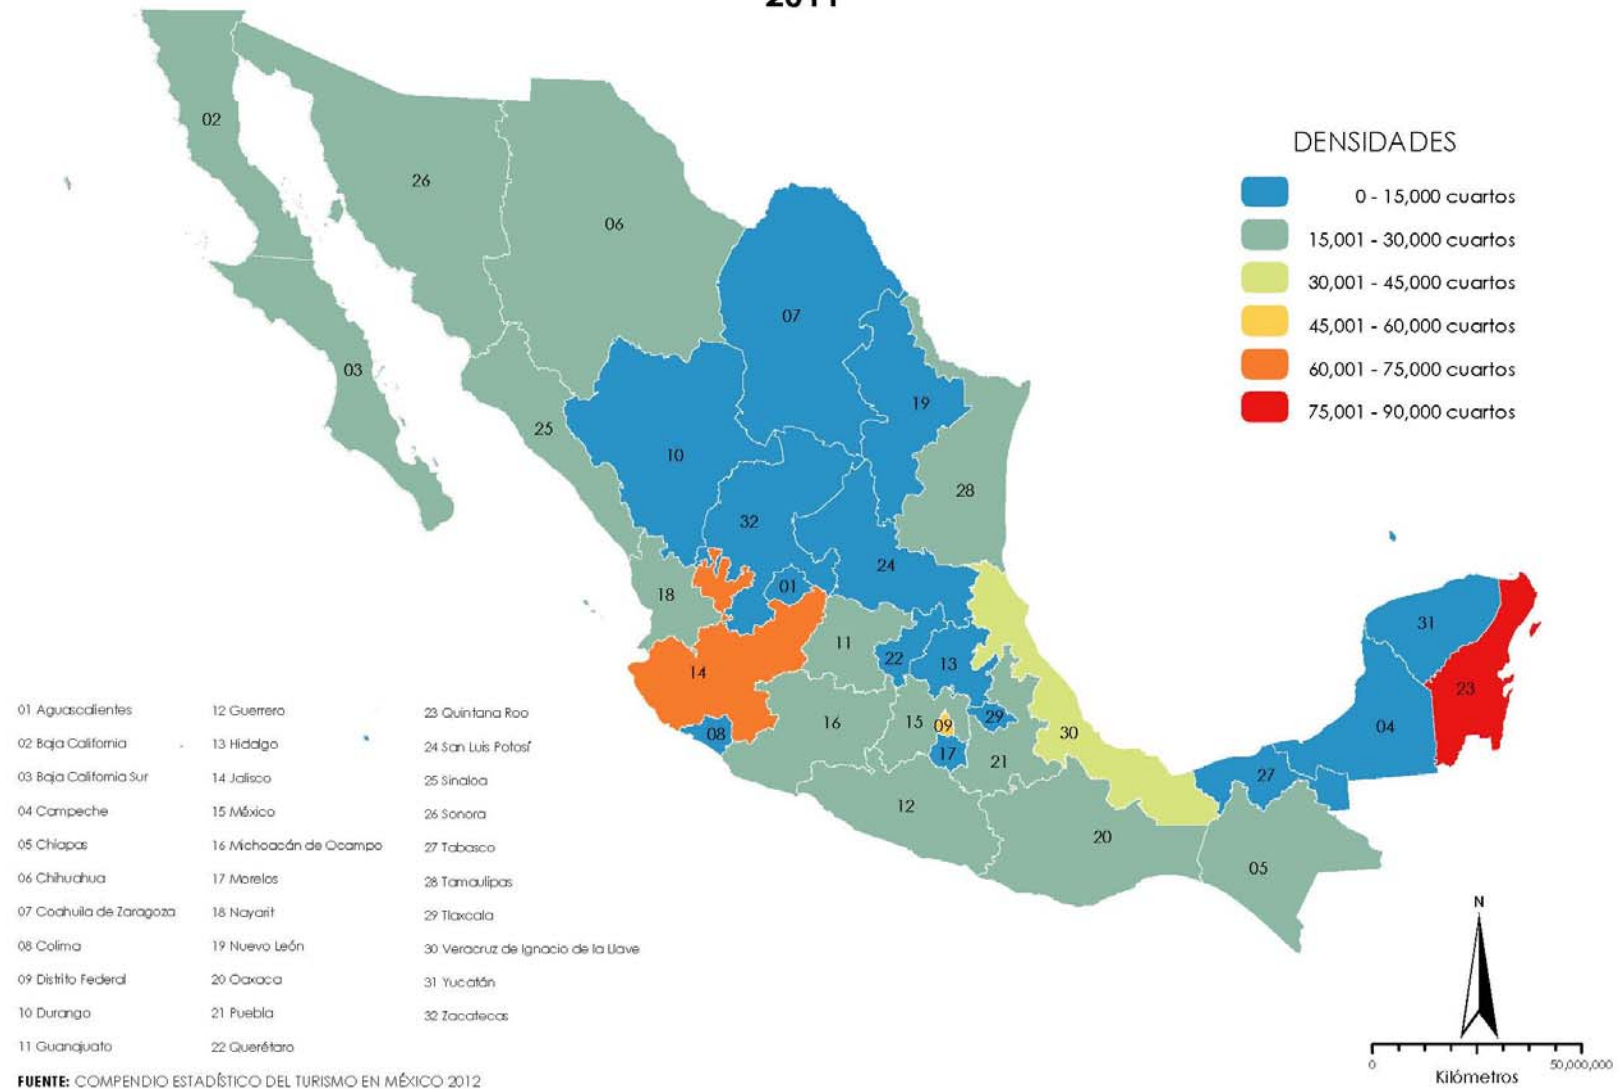 2011
DENSIDADES
0 - 15,000 cuartos
15,001 - 30,000 cuartos
30,001 - 45,000 cuartos
45,001 - 60,000 cuartos
60,001 - 75,000 cuartos
75,001 - 90,000 cuartos
02
26
06
07
03
19
25
10
28
32
24
01
18
31
11
22
13
14
23
16
15
09
29
08
30
04
17
21
27
12
20
05
01 Aguascalientes
02 Baja California
03 Baja California Sur
04 Campeche
05 Chiapas
06 Chihuahua
07 Coahuila de Zaragoza
08 Colima
09 Distrito Federal
10 Durango
11 Guanajuato
12 Guerrero
13 Hidalgo
14 Jalisco
15 México
16 Michoacán de Ocampo
17 Morelos
18 Nayarit
19 Nuevo León
20 Oaxaca
21 Puebla
22 Querétaro
23 Quintana Roo
24 San Luis Potosí
25 Sinaloa
26 Sonora
27 Tabasco
28 Tamaulipas
29 Tlaxcala
30 Veracruz de Ignacio de la Llave
31 Yucatán
32 Zacatecas
N
0 50,000,000
Kilómetros
FUENTE: COMPENDIO ESTADÍSTICO DEL TURISMO EN MÉXICO 2012